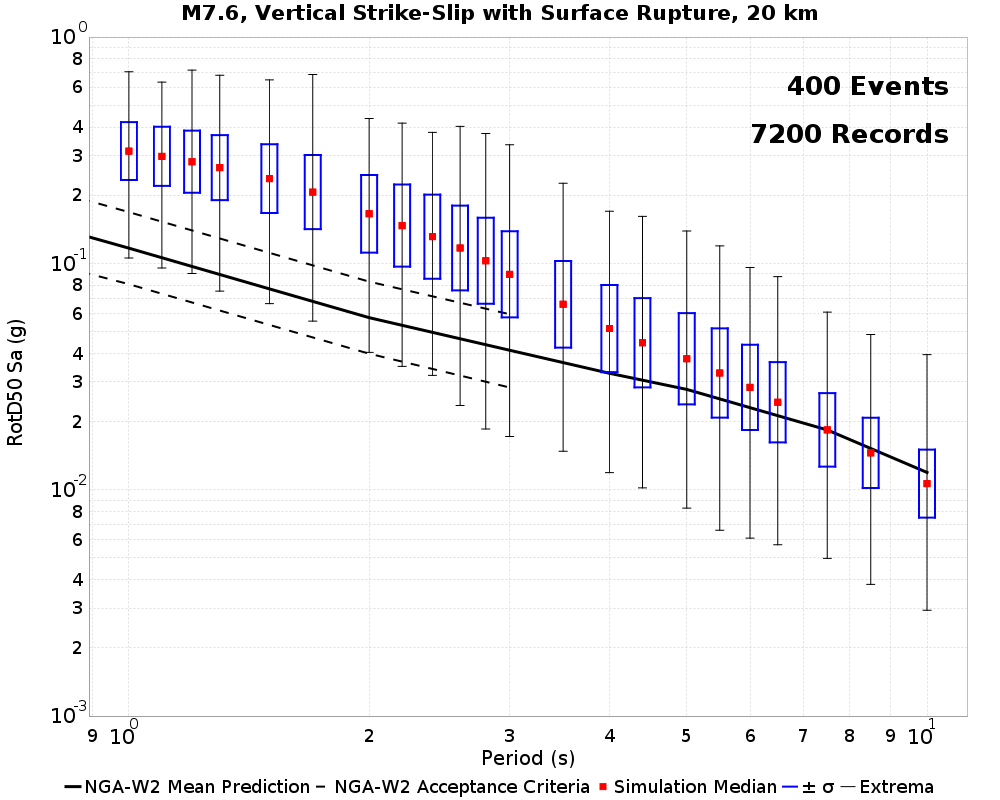 M7.6, Vertical Strike-Slip with Surface Rupture, 20 km
400 Events
7200 Records
RotD50 Sa (g)
10^0
8
6
4
3
2
10^-1
8
6
4
3
2
10^-2
8
6
4
3
2
10^-3
9 10^0 2 3 4 5 6 7 8 9 10^1
Period (s)
NGA-W2 Mean Prediction NGA-W2 Acceptance Criteria Simulation Median ± σ Extrema